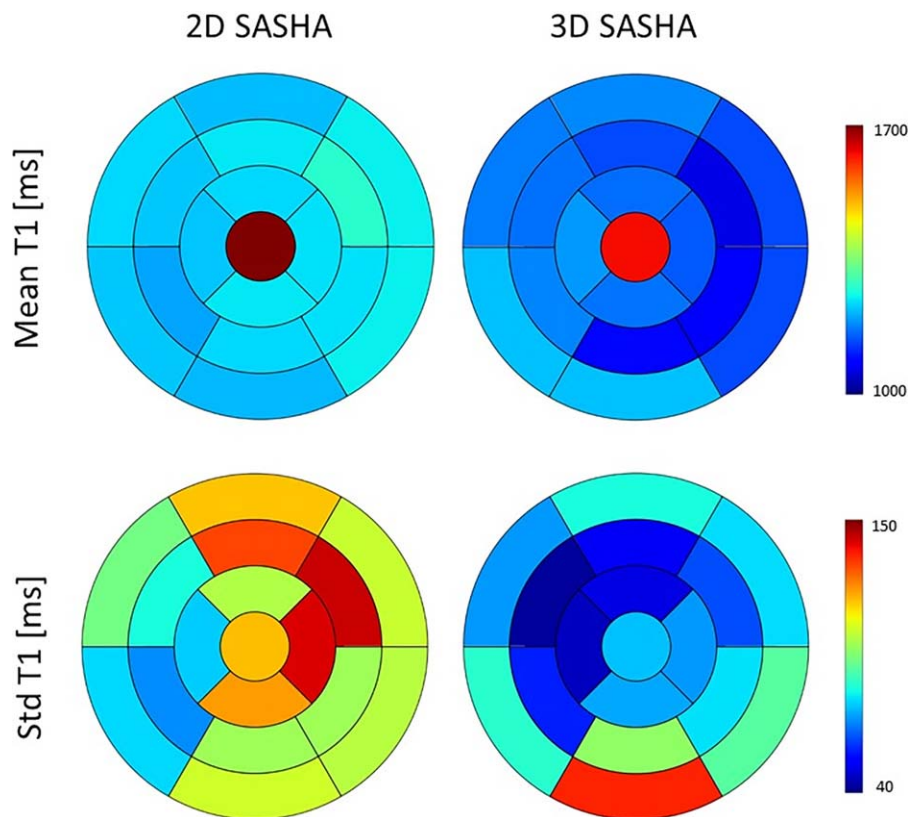 2D SASHA
3D SASHA
Mean T1 [ms]
1700
1000
Std T1 [ms]
150
40